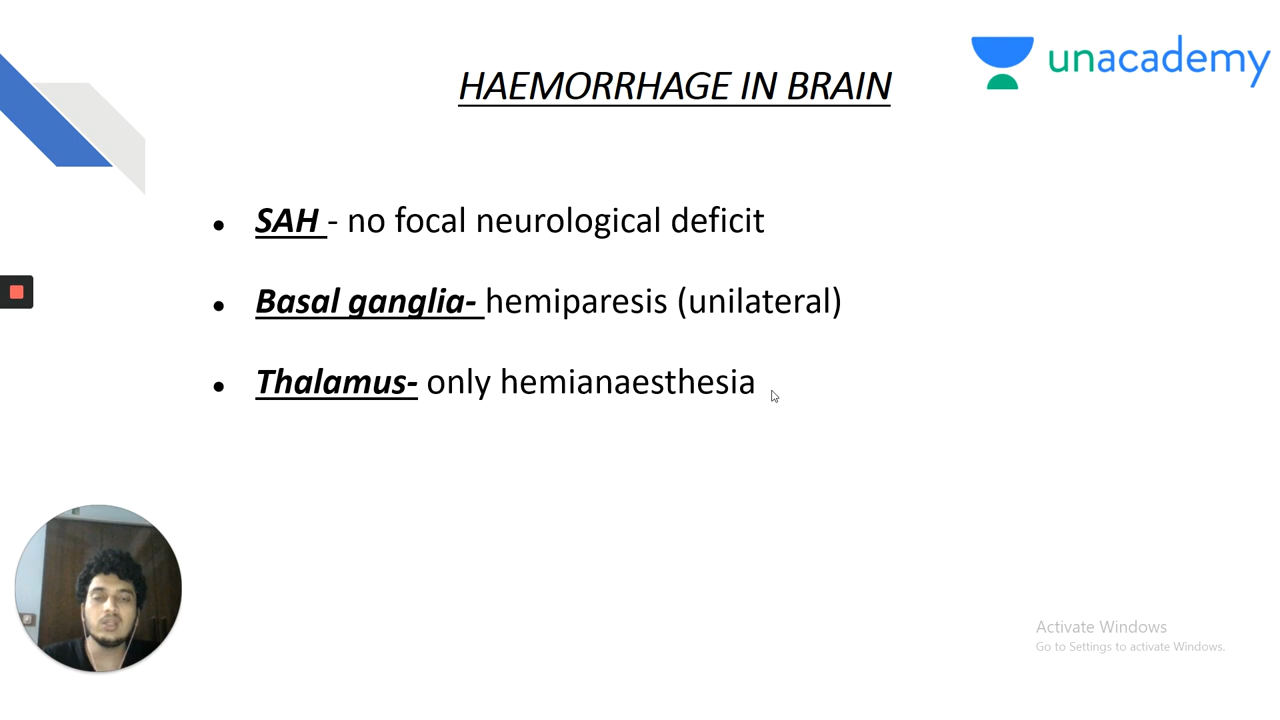 HAEMORRHAGE IN BRAIN
unacademy
SAH - no focal neurological deficit
Basal ganglia- hemiparesis (unilateral)
Thalamus- only hemianaesthesia
Activate Windows
Go to Settings to activate Windows.